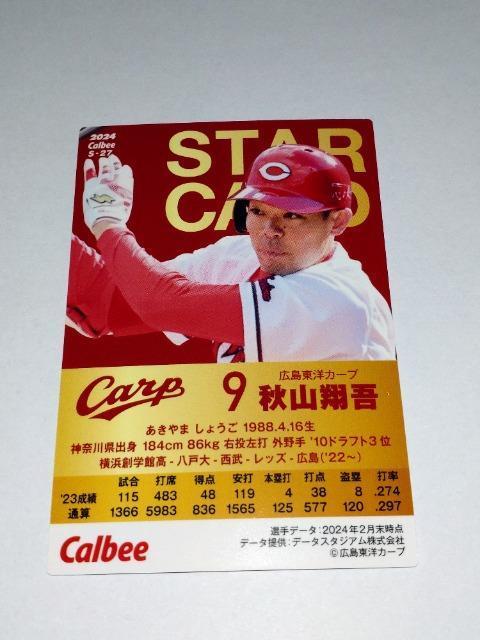 2024
Calbee
S-27
STAR
CARD
C
Carp
9 秋山翔吾
広島東洋カープ
あきやま しょうご 1988.4.16生
神奈川県出身 184cm 86kg 右投左打 外野手 '10ドラフト3位
横浜創学館高 - 八戸大 - 西武 - レッズ - 広島('22〜)
試合 打席 得点 安打 本塁打 打点 盗塁 打率
'23成績 115 483 48 119 4 38 8 .274
通算 1366 5983 836 1565 125 577 120 .297
Calbee
選手データ:2024年2月末時点
データ提供:データスタジアム株式会社
©広島東洋カープ